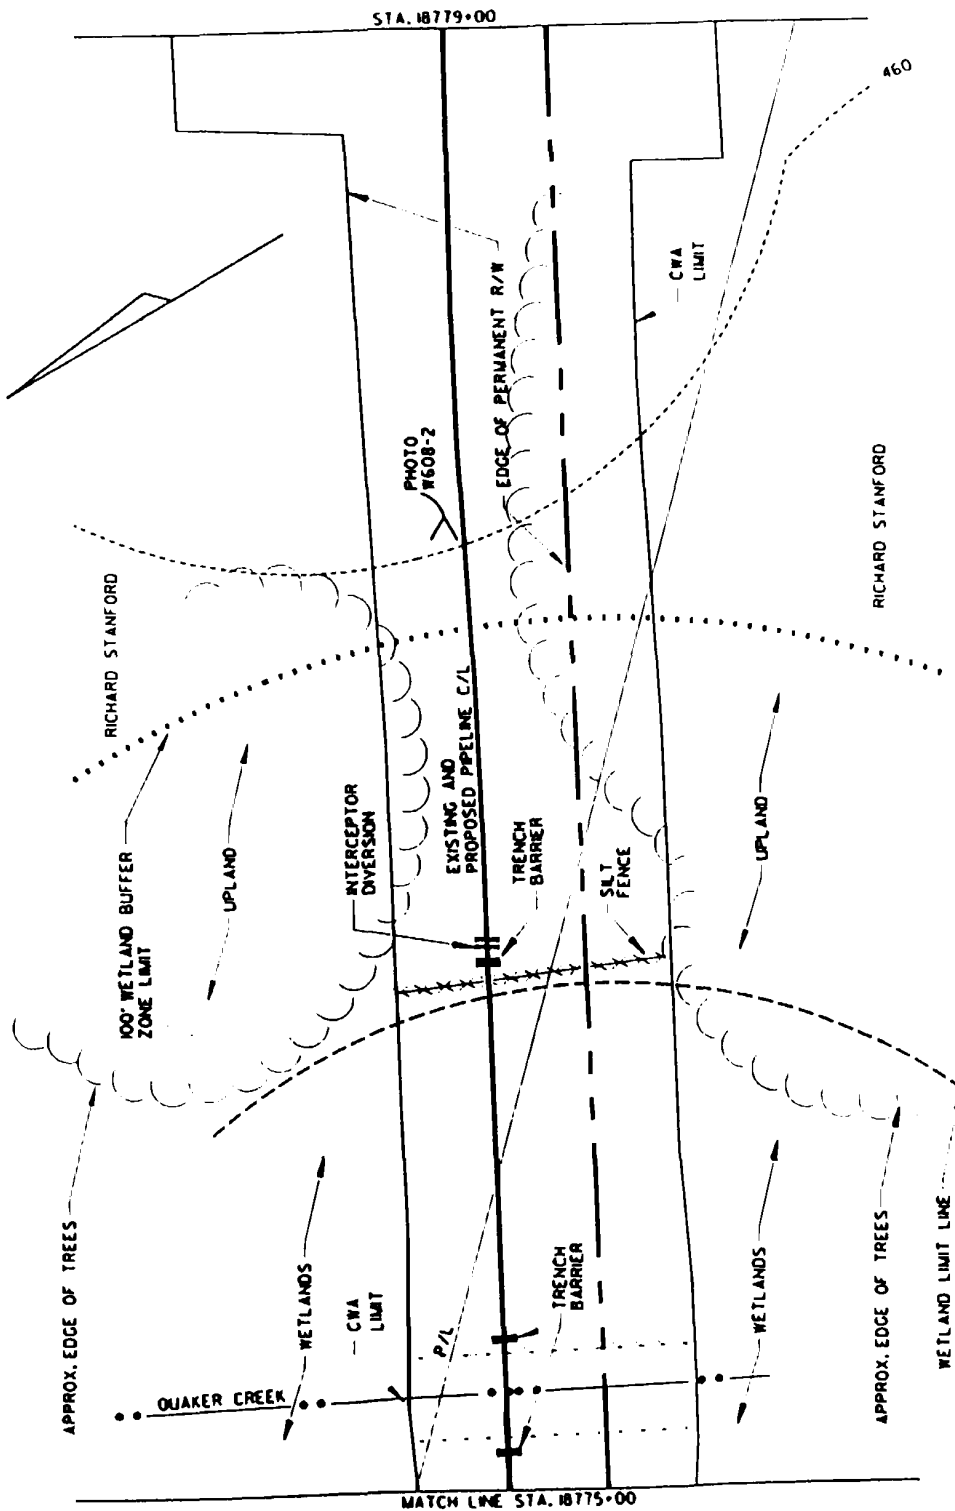 STA. 18779+00
460
CWA
LIMIT
EDGE OF PERMANENT R/W
PHOTO
W608-2
RICHARD STANFORD
RICHARD STANFORD
100' WETLAND BUFFER
ZONE LIMIT
UPLAND
INTERCEPTOR
DIVERSION
EXISTING AND
PROPOSED PIPELINE C/L
TRENCH
BARRIER
SILT
FENCE
UPLAND
APPROX. EDGE OF TREES
WETLANDS
CWA
LIMIT
P/L
TRENCH
BARRIER
WETLANDS
APPROX. EDGE OF TREES
WETLAND LIMIT LINE
QUAKER CREEK
MATCH LINE STA. 18775+00